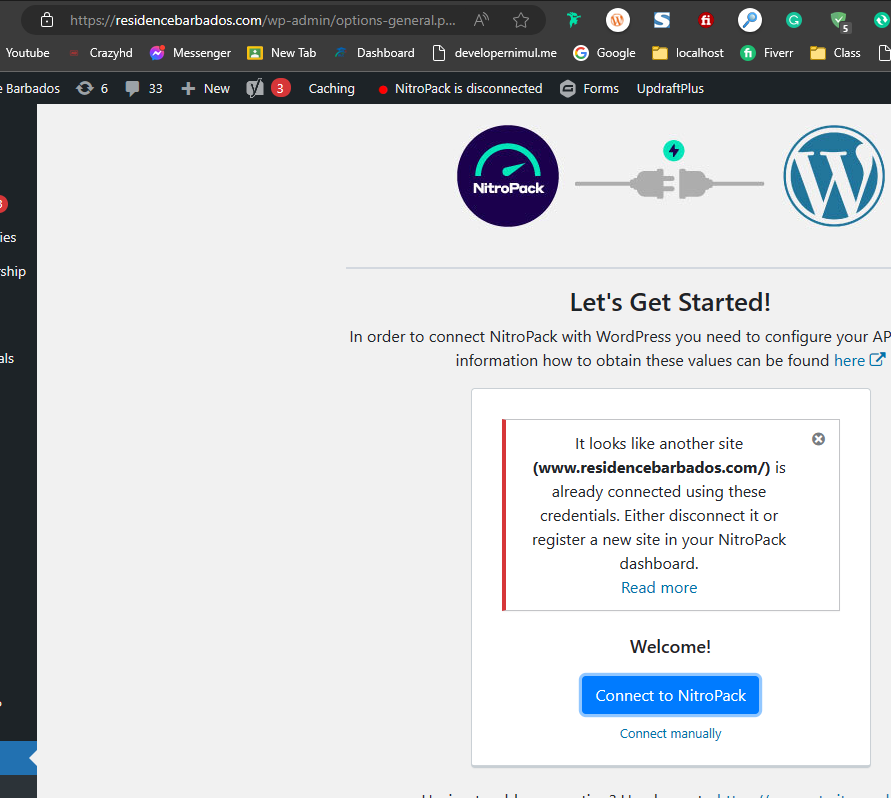 https://residencebarbados.com/wp-admin/options-general.p...
5
Youtube Crazyhd Messenger New Tab Dashboard developernimul.me Google localhost Fiverr Class
e Barbados 6 33 New 3 Caching NitroPack is disconnected Forms UpdraftPlus
NitroPack
3
ies
rship
als
Let's Get Started!
In order to connect NitroPack with WordPress you need to configure your AP
information how to obtain these values can be found here
It looks like another site
(www.residencebarbados.com/) is
already connected using these
credentials. Either disconnect it or
register a new site in your NitroPack
dashboard.
Read more
Welcome!
Connect to NitroPack
Connect manually